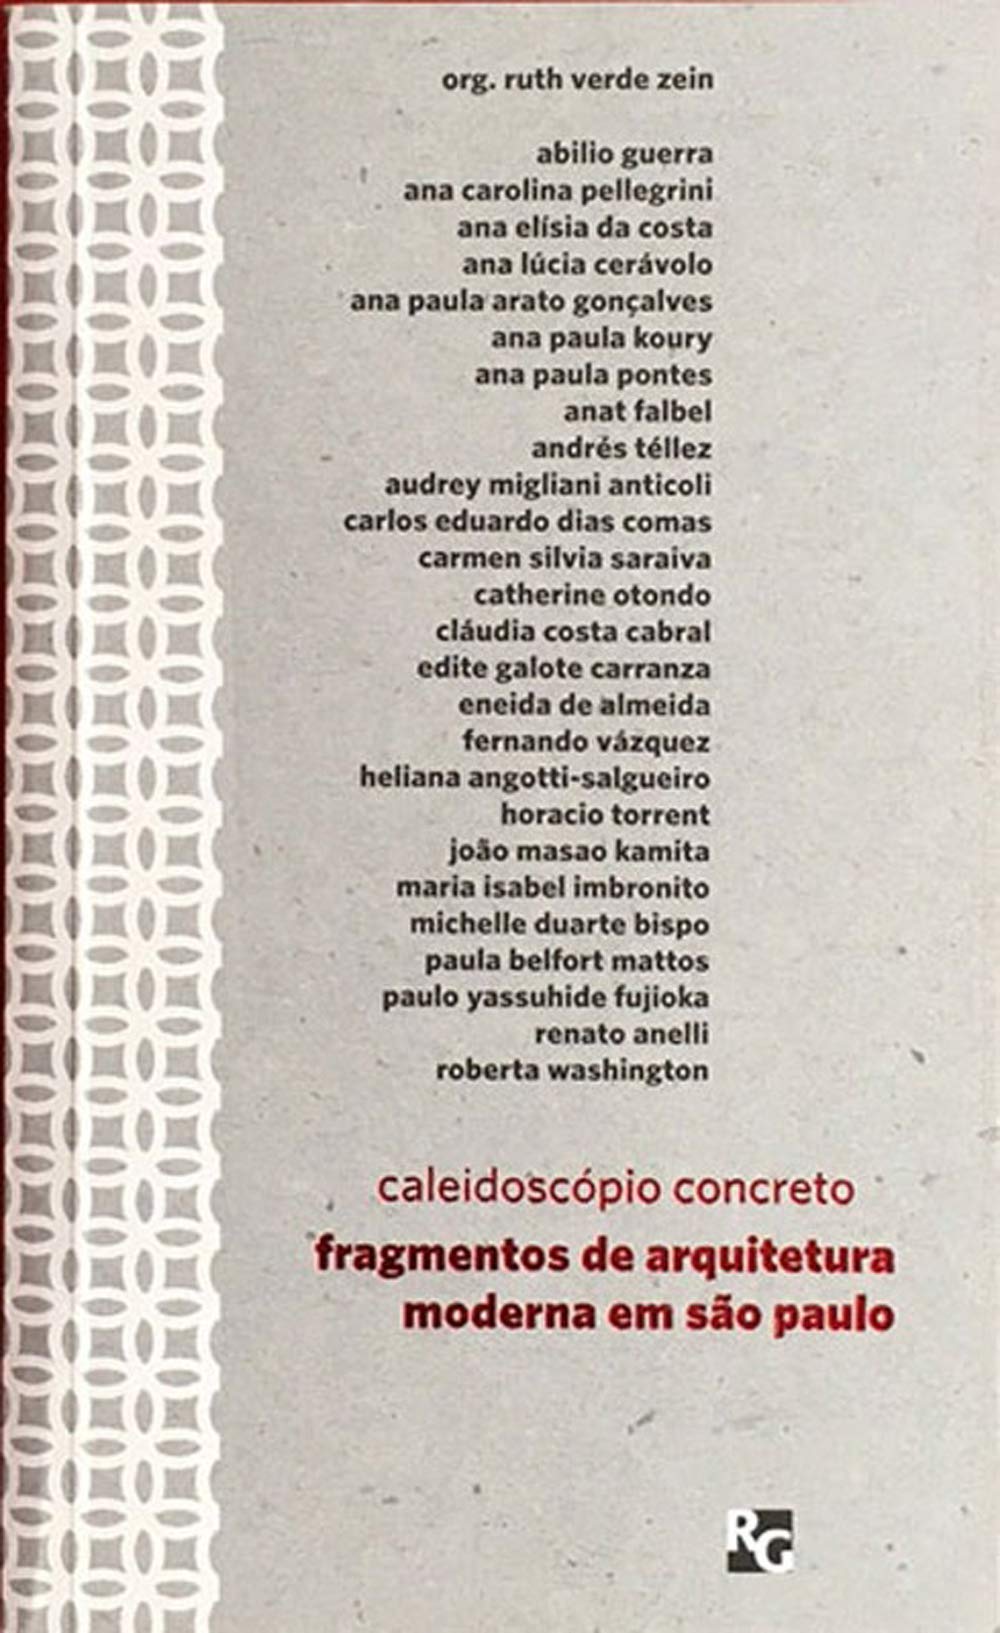 org. ruth verde zein
abilio guerra
ana carolina pellegrini
ana elísia da costa
ana lúcia cerávolo
ana paula arato gonçalves
ana paula koury
ana paula pontes
anat falbel
andrés téllez
audrey migliani anticoli
carlos eduardo dias comas
carmen silvia saraiva
catherine otondo
cláudia costa cabral
edite galote carranza
eneida de almeida
fernando vázquez
heliana angotti-salgueiro
horacio torrent
joão masao kamita
maria isabel imbronito
michelle duarte bispo
paula belfort mattos
paulo yassuhide fujioka
renato anelli
roberta washington
caleidoscópio concreto
fragmentos de arquitetura
moderna em são paulo
RG